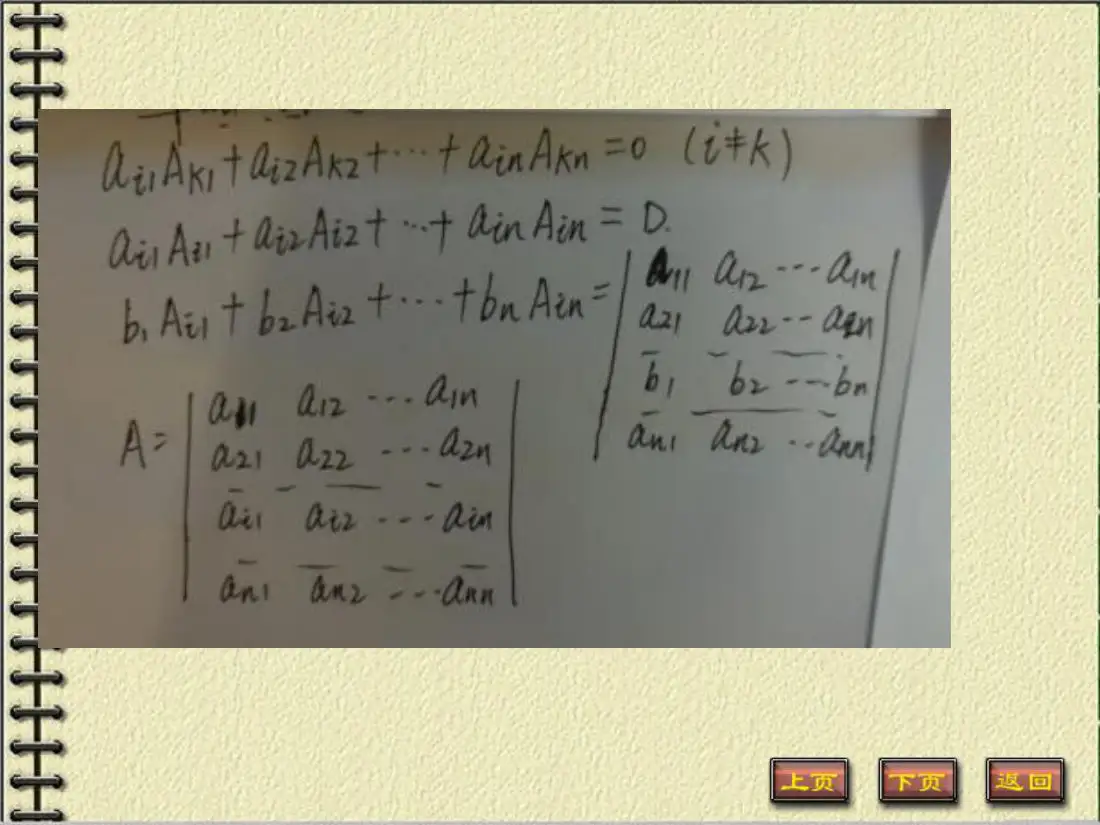 ai1AK1+ai2AK2+···+ainAKn=0 (i≠k)
ai1Ai1+ai2Ai2+···+ainAin=D.
b1Ai1+b2Ai2+···+bnAin=
a11 a12 ···a1n
a21 a22 ··· a2n
b1 b2 ···bn
an1 an2 ··· ann
A=
a11 a12 ···a1n
a21 a22 ···a2n
ai1 ai2 ···ain
an1 an2 ···ann
上页 下页 返回